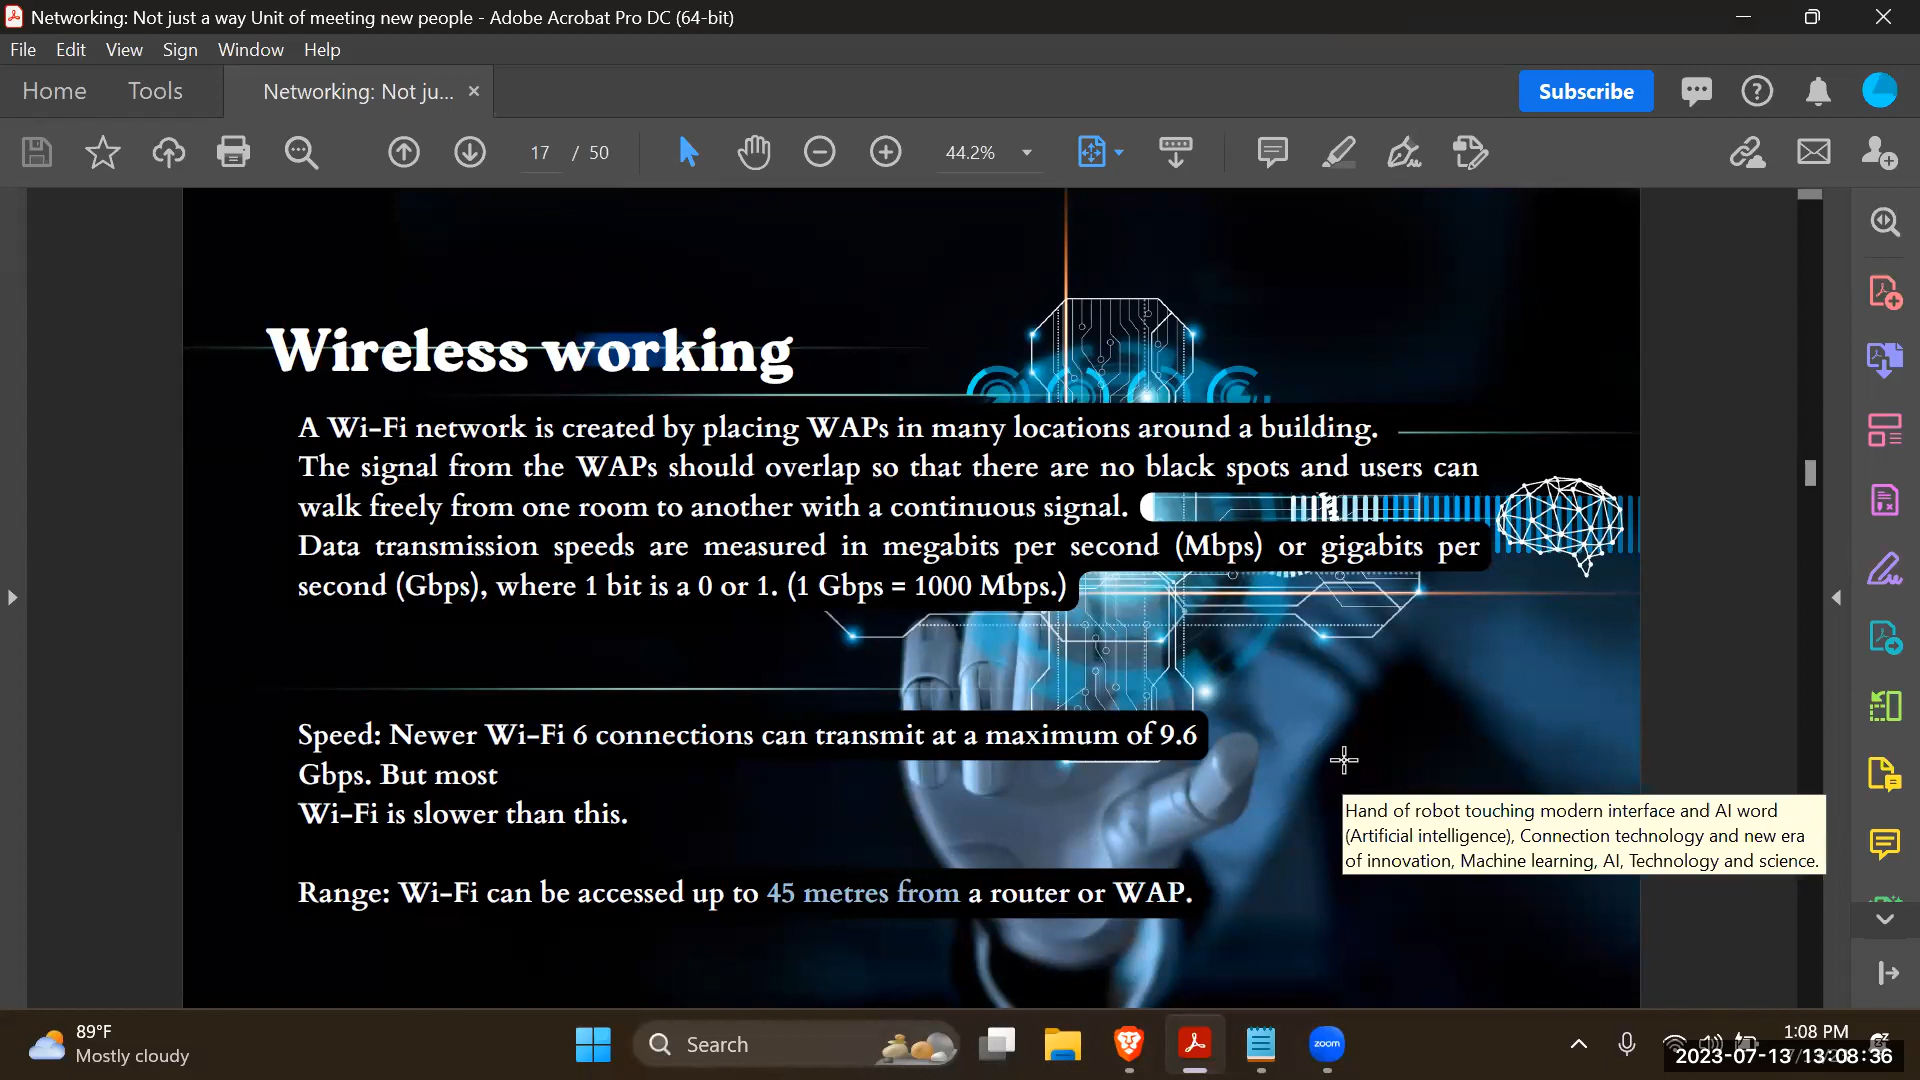 Networking: Not just a way Unit of meeting new people - Adobe Acrobat Pro DC (64-bit)
File Edit View Sign Window Help
Home Tools Networking: Not ju... × Subscribe
17 / 50 44.2%
Wireless working
A Wi-Fi network is created by placing WAPs in many locations around a building.
The signal from the WAPs should overlap so that there are no black spots and users can
walk freely from one room to another with a continuous signal.
Data transmission speeds are measured in megabits per second (Mbps) or gigabits per
second (Gbps), where 1 bit is a 0 or 1. (1 Gbps = 1000 Mbps.)
Speed: Newer Wi-Fi 6 connections can transmit at a maximum of 9.6
Gbps. But most
Wi-Fi is slower than this.
Range: Wi-Fi can be accessed up to 45 metres from a router or WAP.
Hand of robot touching modern interface and AI word
(Artificial intelligence), Connection technology and new era
of innovation, Machine learning, AI, Technology and science.
89°F
Mostly cloudy
Search
zoom
1:08 PM
2023-07-13 13:08:36